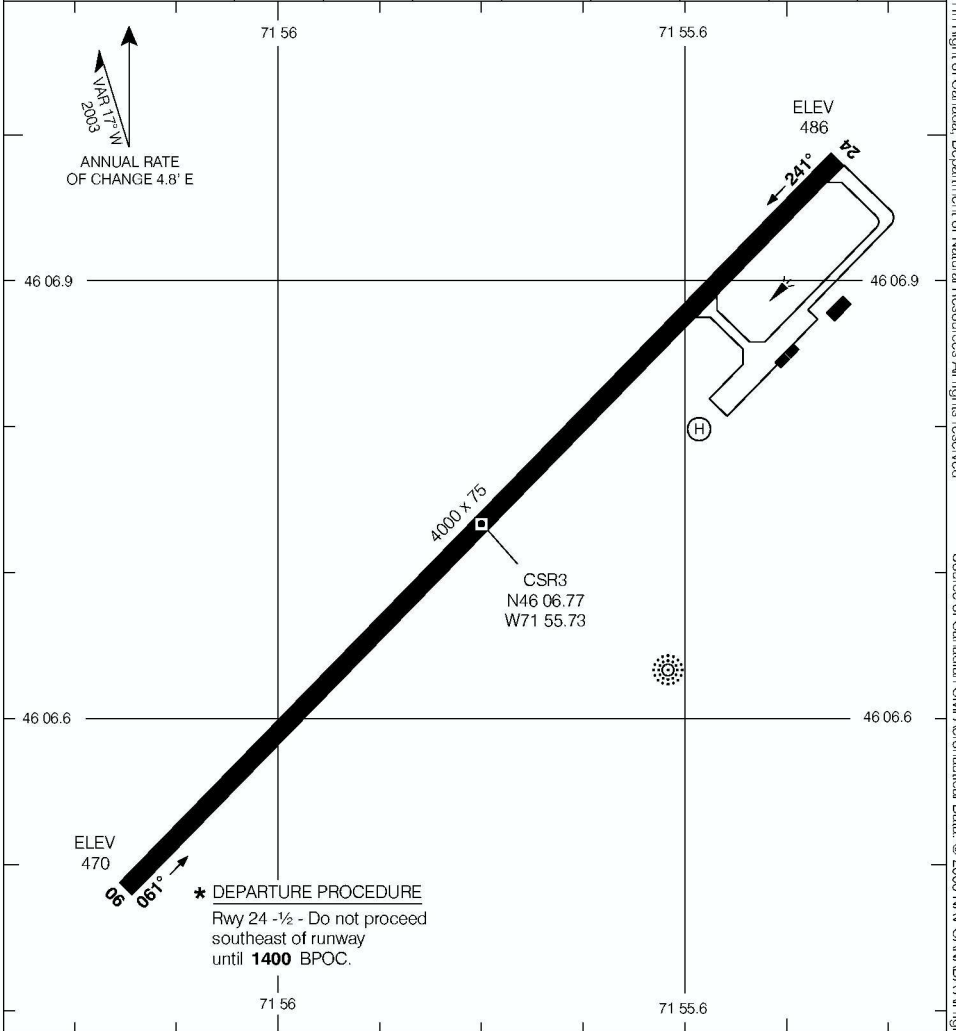 71 56
71 55.6
VAR 17° W
2003
ANNUAL RATE
OF CHANGE 4.8' E
ELEV
486
24
241°
46 06.9
46 06.9
H
4000 x 75
CSR3
N46 06.77
W71 55.73
46 06.6
46 06.6
ELEV
470
06
061°
* DEPARTURE PROCEDURE
Rwy 24 -½ - Do not proceed
southeast of runway
until 1400 BPOC.
71 56
71 55.6